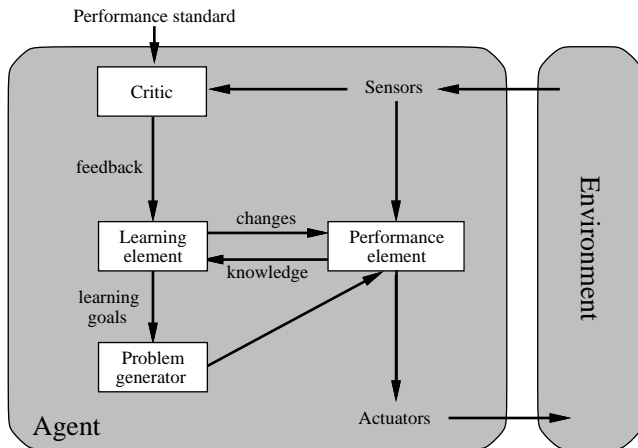 Performance standard
Critic
Sensors
feedback
changes
Learning
element
Performance
element
knowledge
learning
goals
Problem
generator
Agent
Actuators
Environment